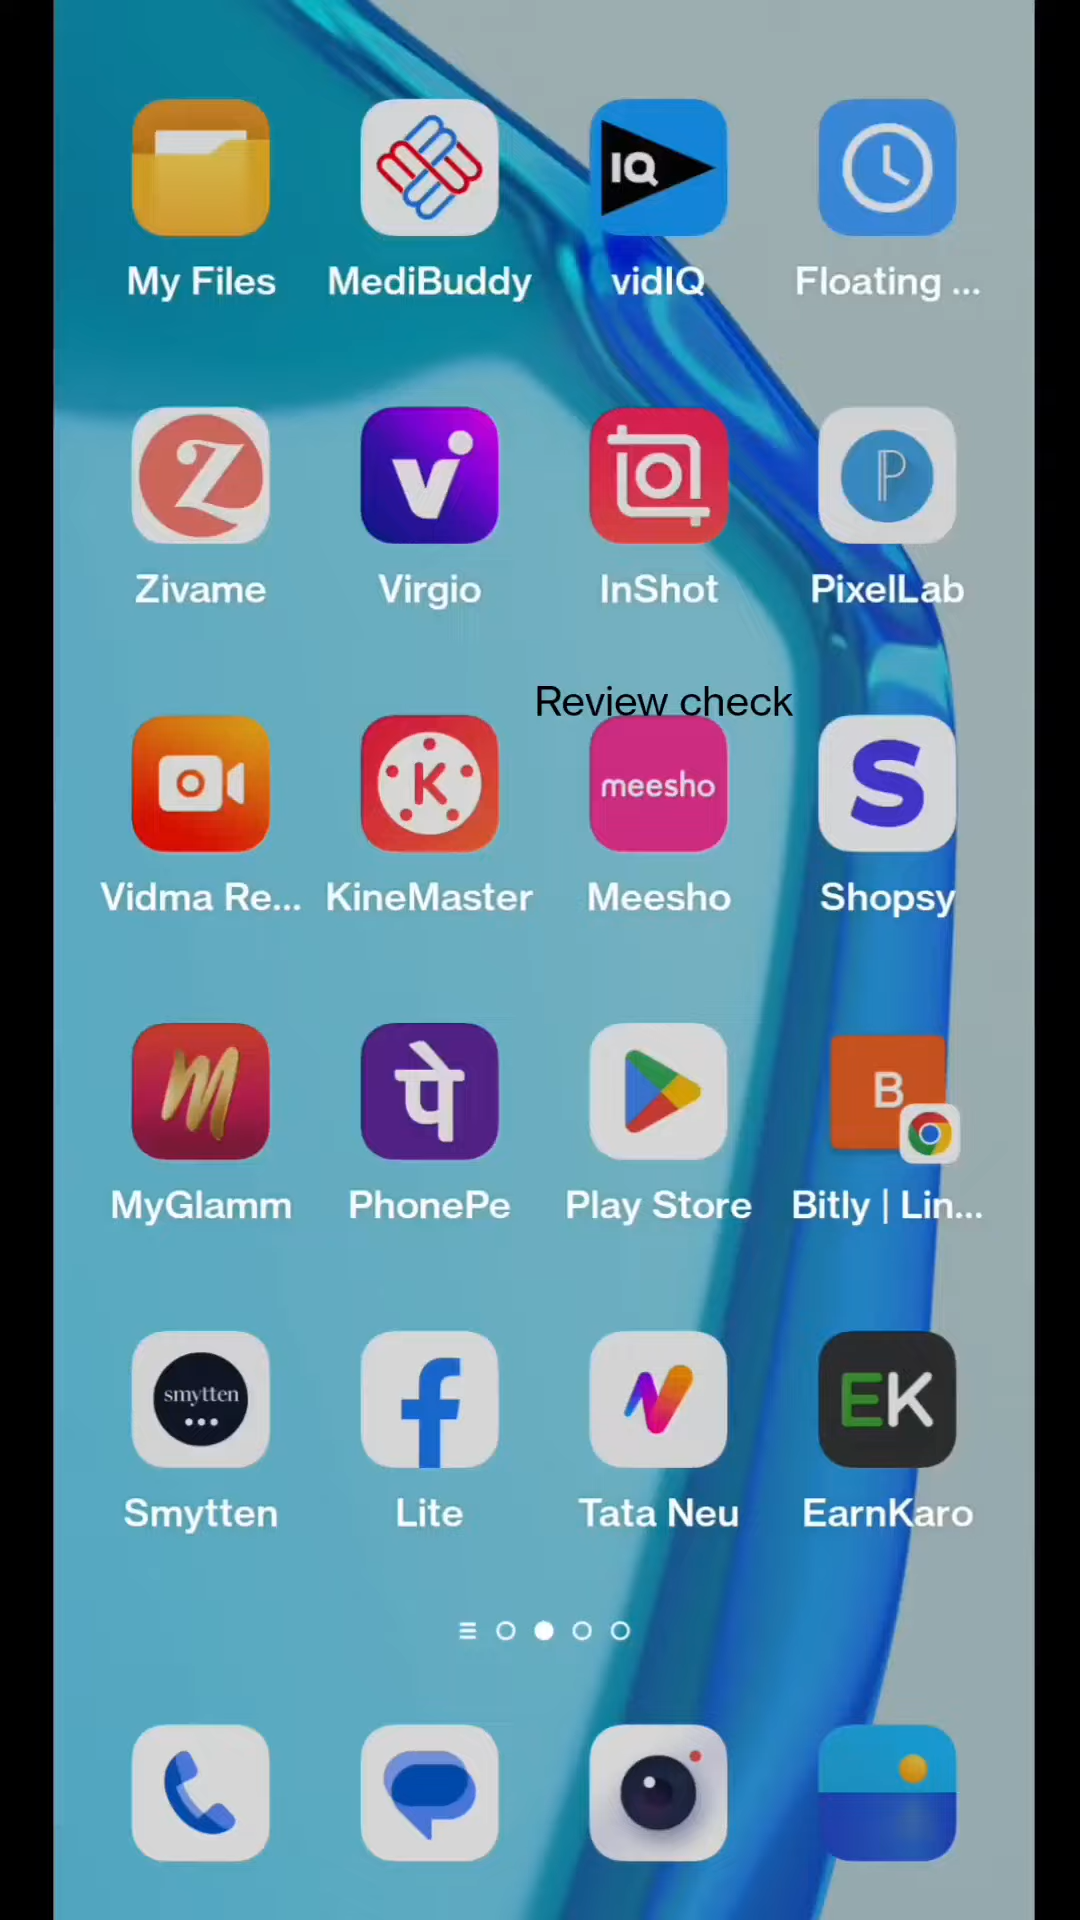 IQ
My Files MediBuddy vidIQ Floating ...
Z
Zivame Virgio InShot PixelLab
Review check
K meesho S
Vidma Re... KineMaster Meesho Shopsy
M पे B
MyGlamm PhonePe Play Store Bitly | Lin...
smytten EK
Smytten Lite Tata Neu EarnKaro